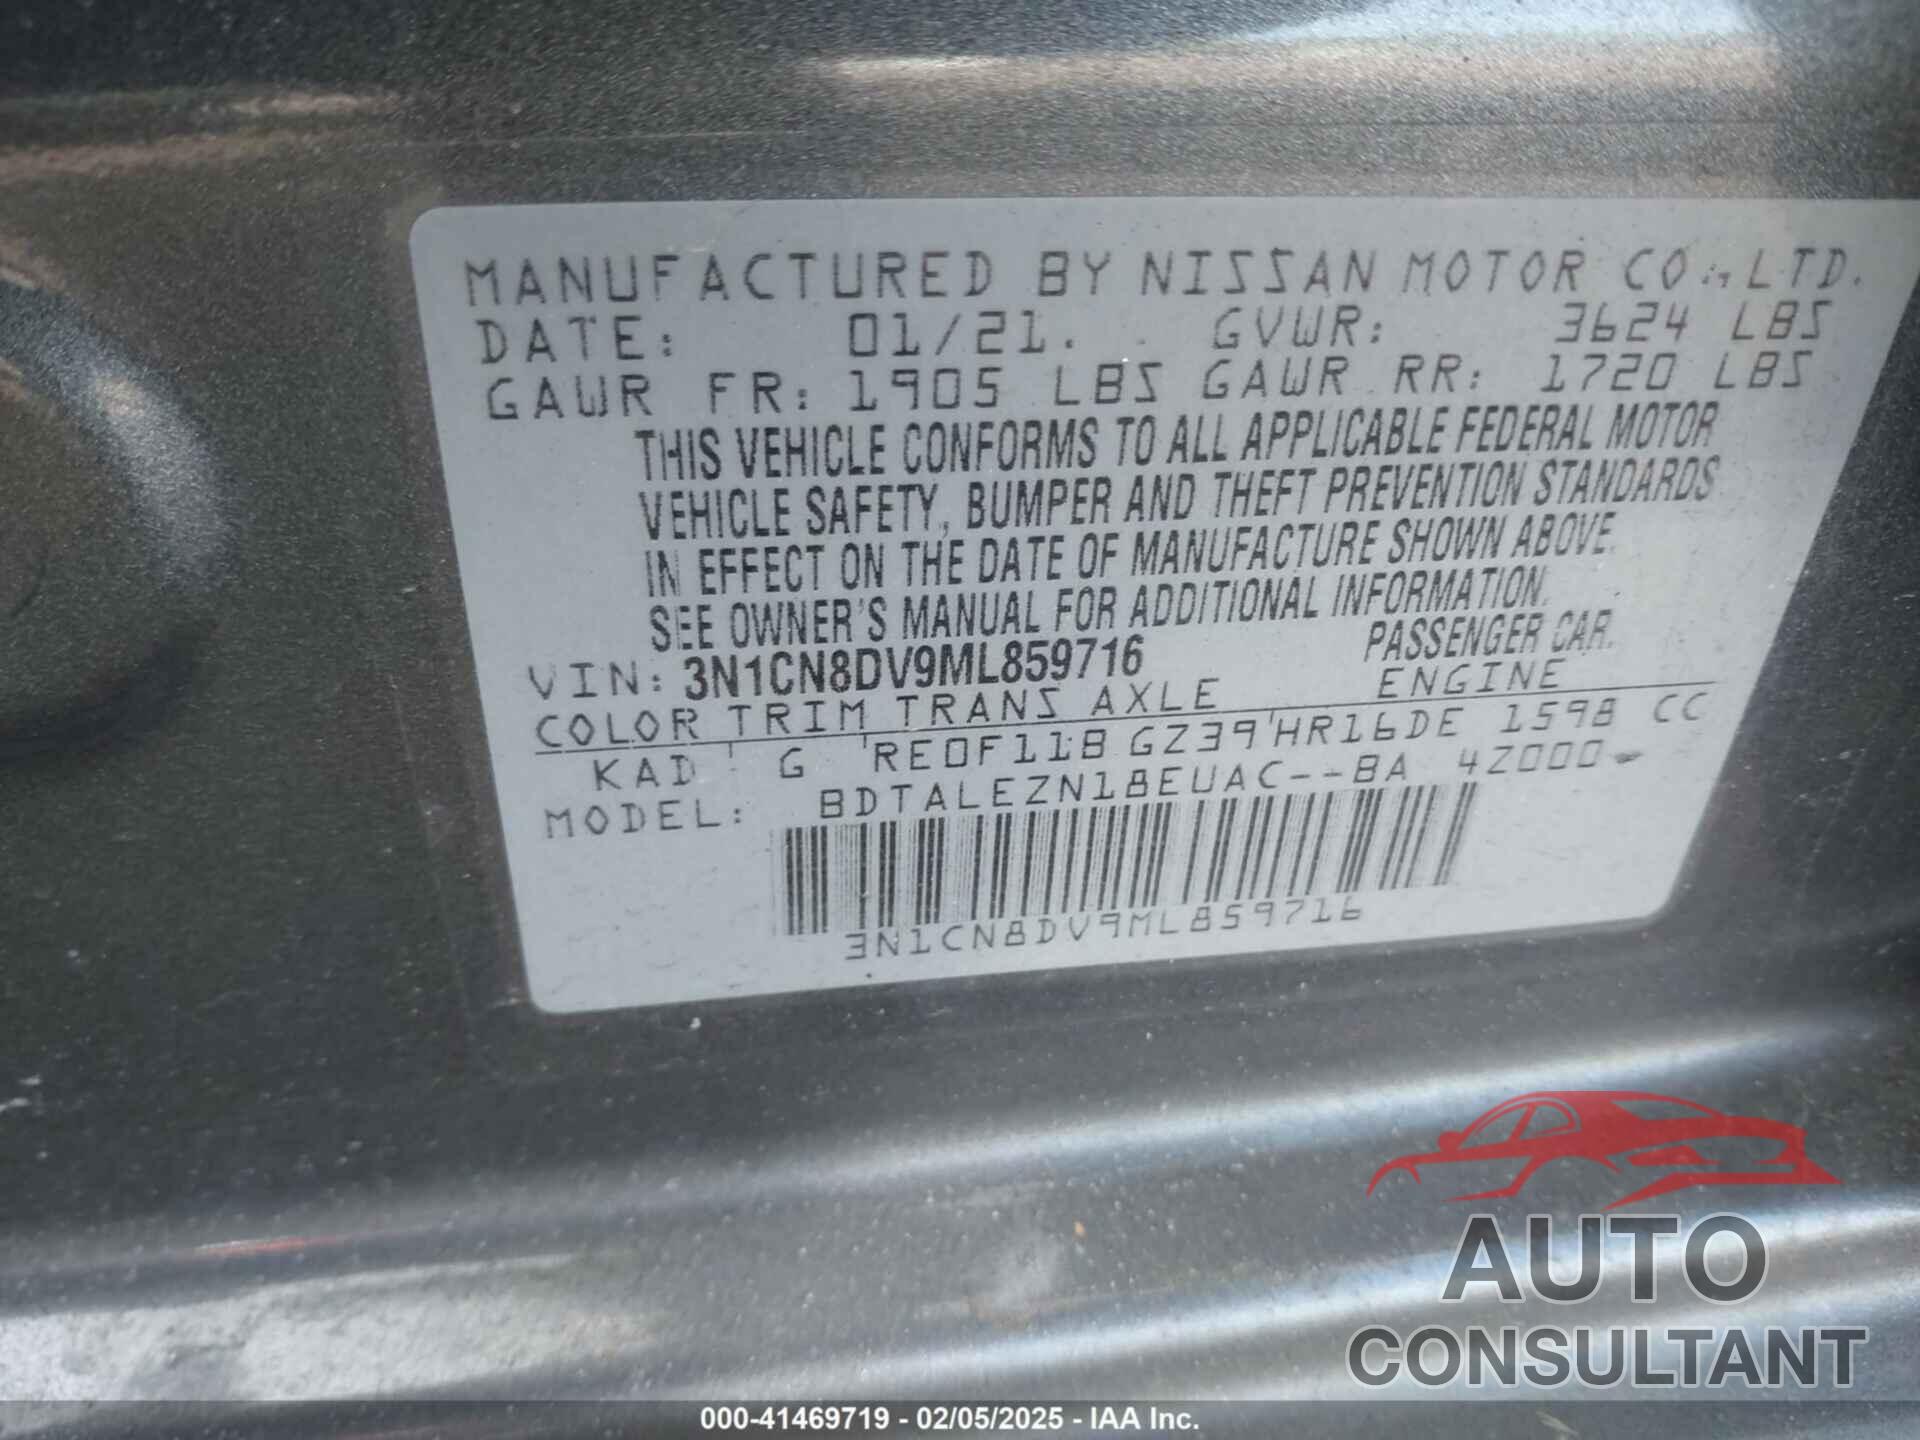 MANUFACTURED BY NISSAN MOTOR CO., LTD.
DATE: 01/21. GVWR: 3624 LBS
GAWR FR: 1905 LBS GAWR RR: 1720 LBS
THIS VEHICLE CONFORMS TO ALL APPLICABLE FEDERAL MOTOR
VEHICLE SAFETY, BUMPER AND THEFT PREVENTION STANDARDS
IN EFFECT ON THE DATE OF MANUFACTURE SHOWN ABOVE.
SEE OWNER'S MANUAL FOR ADDITIONAL INFORMATION.
VIN: 3N1CN8DV9ML859716 PASSENGER CAR.
COLOR TRIM TRANS AXLE ENGINE
KAD G RE0F11B GZ39 HR16DE 1598 CC
MODEL: BDTALEZN18EUAC--BA 4Z000
3N1CN8DV9ML859716
AUTO
CONSULTANT
000-41469719 - 02/05/2025 - IAA Inc.